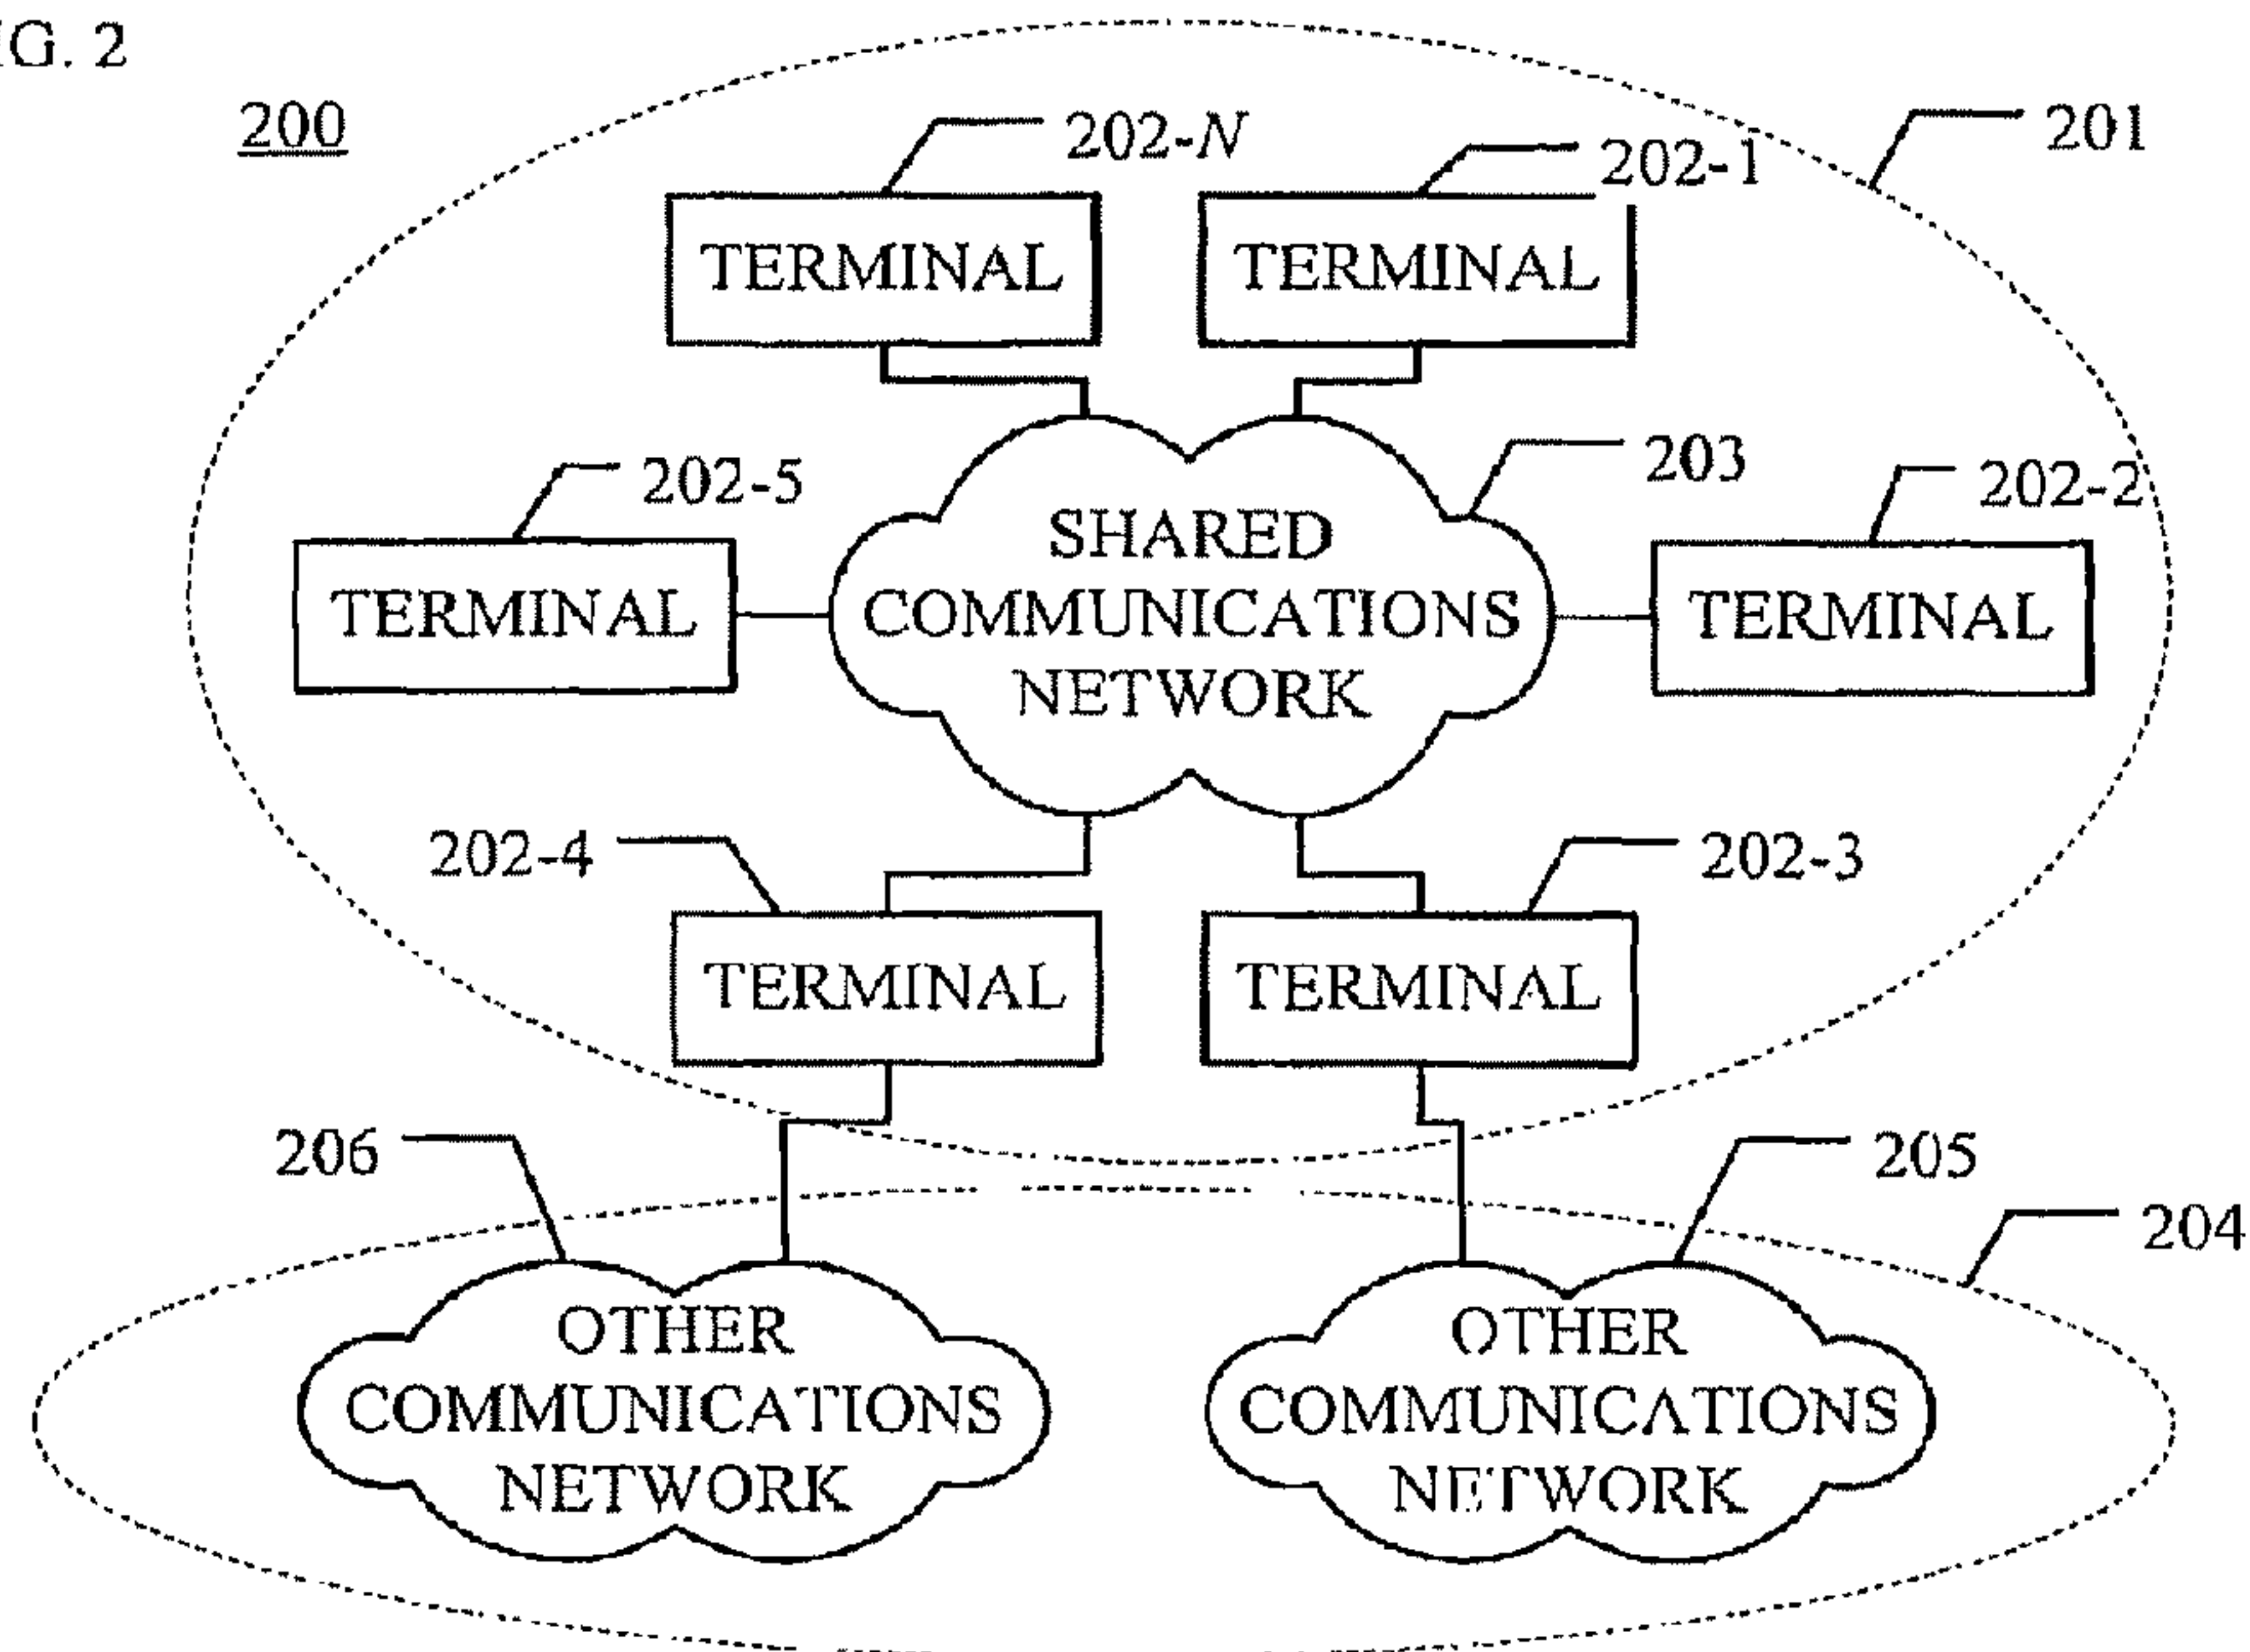 IG. 2
200
202-N
202-1
201
TERMINAL
TERMINAL
202-5
203
202-2
TERMINAL
SHARED
COMMUNICATIONS
NETWORK
TERMINAL
202-4
202-3
TERMINAL
TERMINAL
206
205
204
OTHER
COMMUNICATIONS
NETWORK
OTHER
COMMUNICATIONS
NETWORK